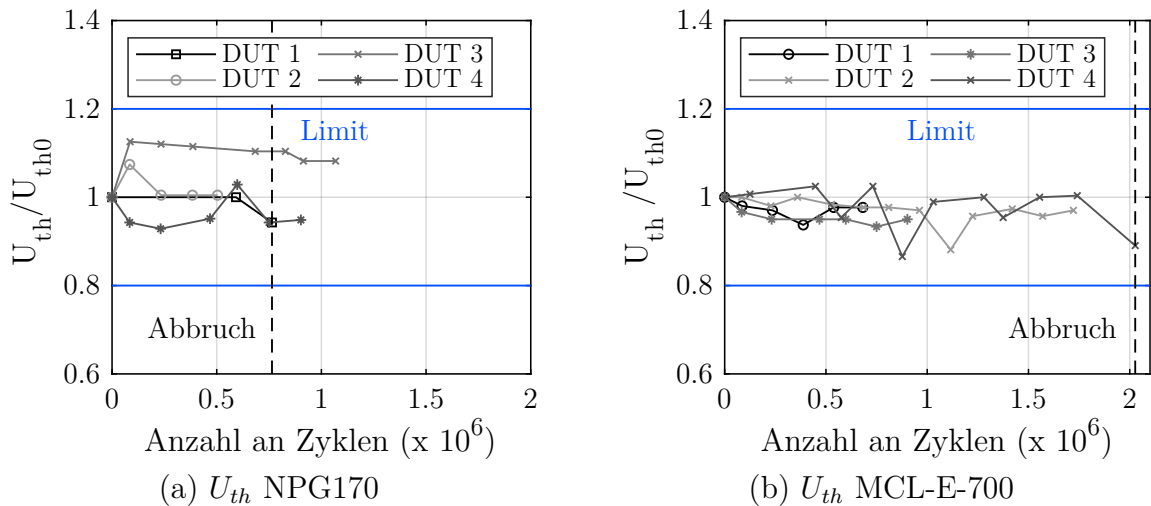 1.4
DUT 1 DUT 3
DUT 2 DUT 4
1.2
Limit
1
0.8
Abbruch
0.6
0 0.5 1 1.5 2
U_th/U_th0
Anzahl an Zyklen (x 10^6)
(a) U_th NPG170
1.4
DUT 1 DUT 3
DUT 2 DUT 4
1.2
Limit
1
0.8
Abbruch
0.6
0 0.5 1 1.5 2
U_th /U_th0
Anzahl an Zyklen (x 10^6)
(b) U_th MCL-E-700